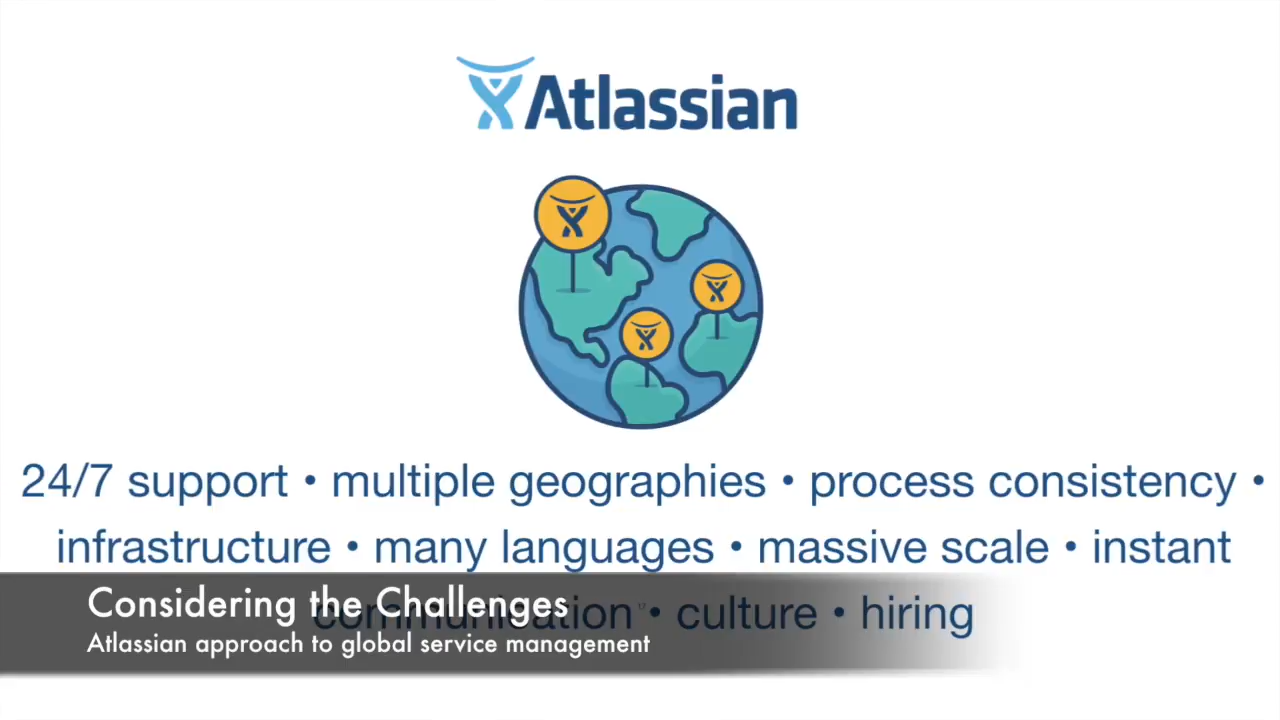 Atlassian
24/7 support • multiple geographies • process consistency •
infrastructure • many languages • massive scale • instant
communication • culture • hiring
Considering the Challenges
Atlassian approach to global service management